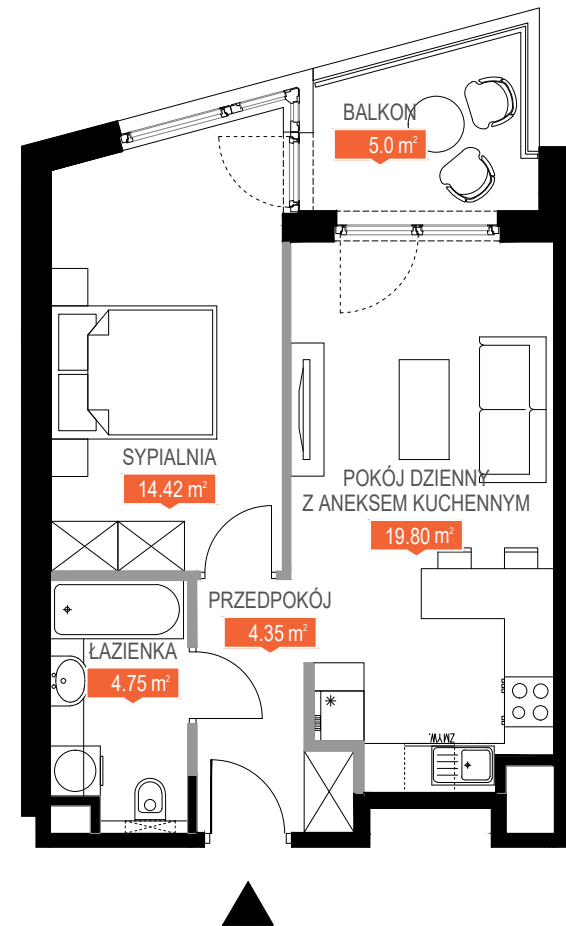 BALKON
5.0 m²
SYPIALNIA
14.42 m²
POKÓJ DZIENNY
Z ANEKSEM KUCHENNYM
19.80 m²
PRZEDPOKÓJ
4.35 m²
ŁAZIENKA
4.75 m²
ZMYW.